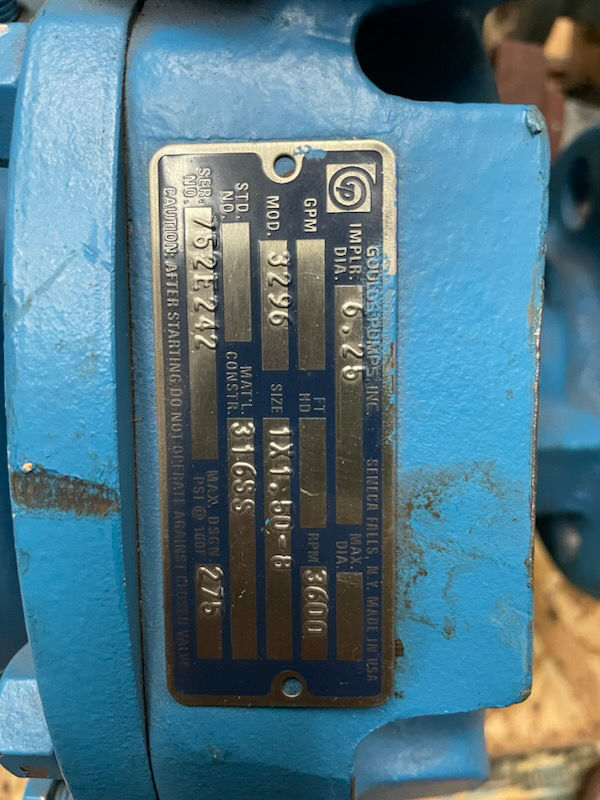 GP
GOULDS PUMPS, INC. SENECA FALLS, N.Y. MADE IN USA
IMPLR. DIA. 6.25 MAX. DIA.
GPM FT HD RPM 3600
MOD. 3296 SIZE 1X1.50-8
STD. NO. MAT'L. CONSTR. 316SS
SER. NO. 752E242 MAX. DSGN PSI @ 100F 275
CAUTION: AFTER STARTING DO NOT OPERATE AGAINST CLOSED VALVE